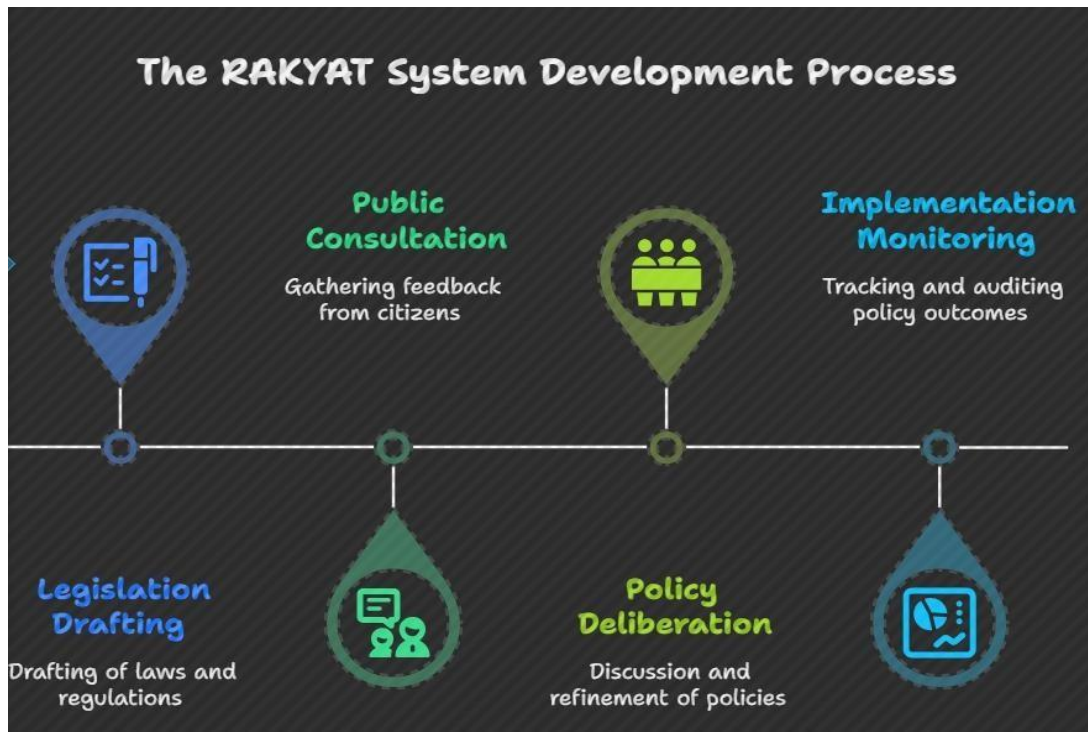 The RAKYAT System Development Process
Legislation
Drafting
Drafting of laws and
regulations
Public
Consultation
Gathering feedback
from citizens
Policy
Deliberation
Discussion and
refinement of policies
Implementation
Monitoring
Tracking and auditing
policy outcomes